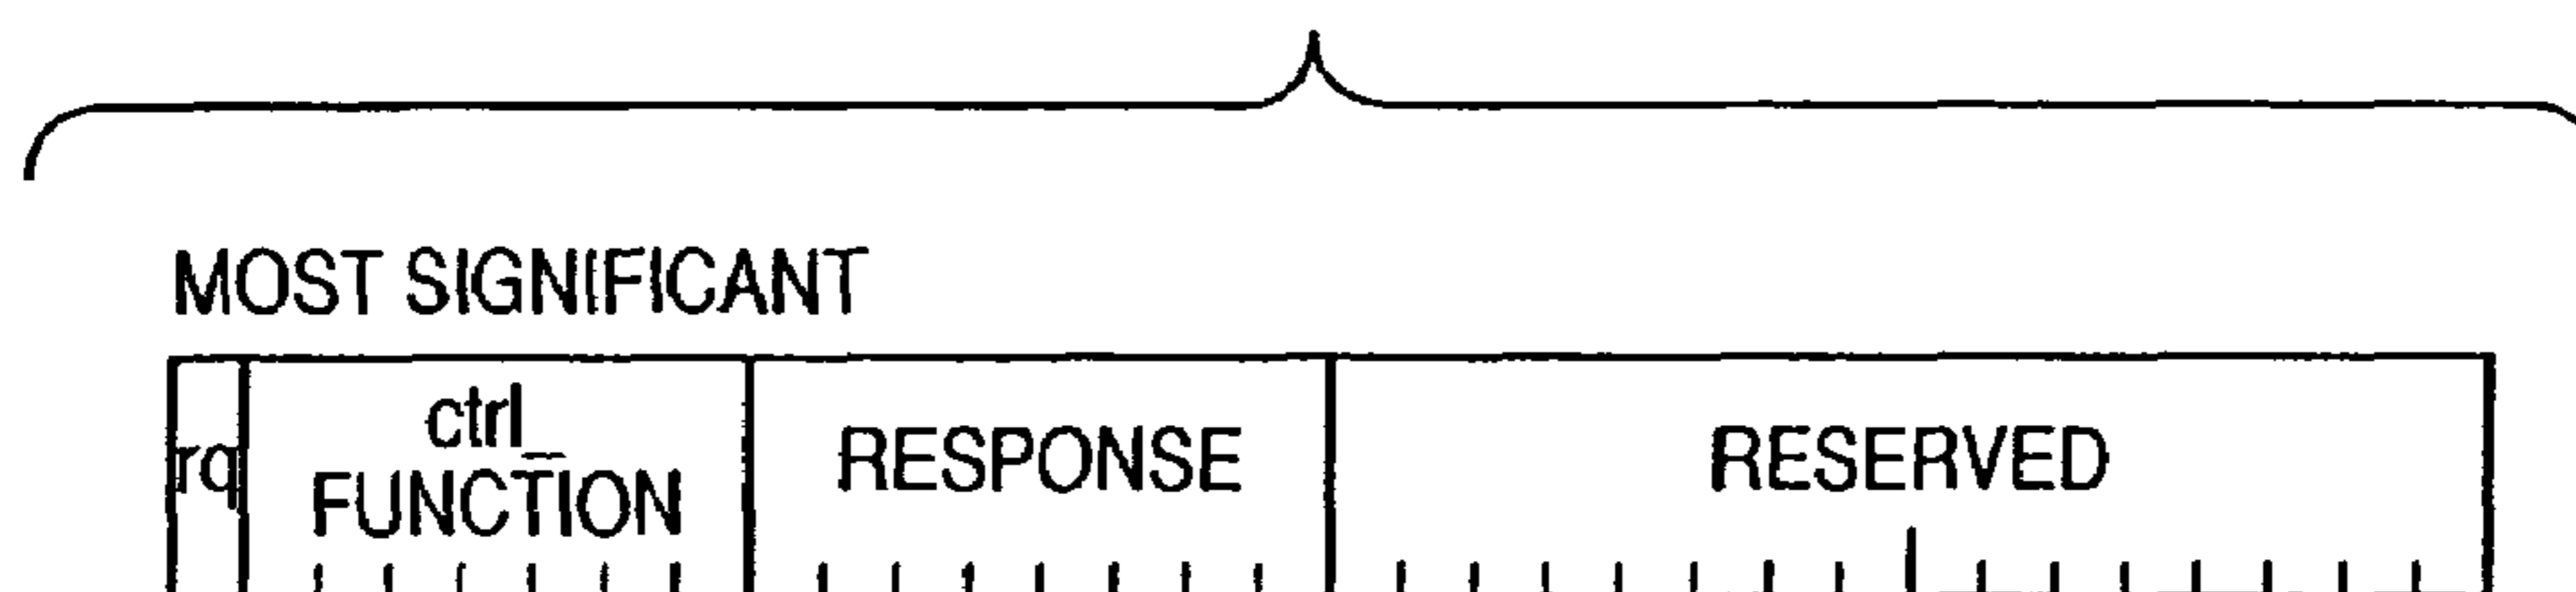 MOST SIGNIFICANT
rq
ctrl_
FUNCTION
RESPONSE
RESERVED